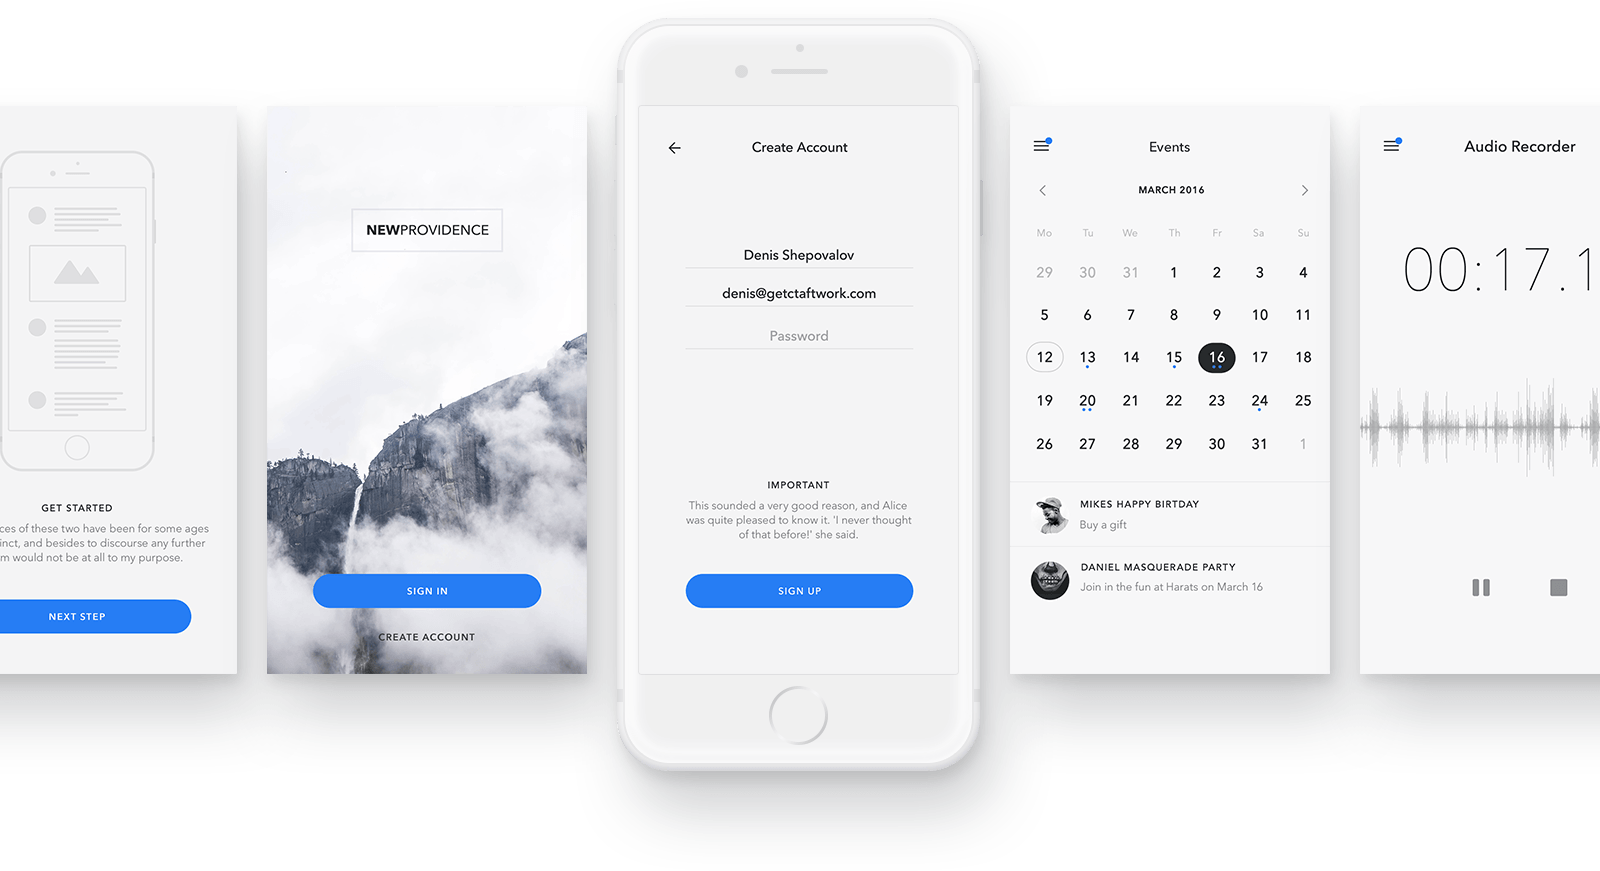 GET STARTED
ces of these two have been for some ages
inct, and besides to discourse any further
m would not be at all to my purpose.
NEXT STEP
NEWPROVIDENCE
SIGN IN
CREATE ACCOUNT
Create Account
Denis Shepovalov
denis@getctaftwork.com
Password
IMPORTANT
This sounded a very good reason, and Alice
was quite pleased to know it. 'I never thought
of that before!' she said.
SIGN UP
Events
MARCH 2016
Mo Tu We Th Fr Sa Su
29 30 31 1 2 3 4
5 6 7 8 9 10 11
12 13 14 15 16 17 18
19 20 21 22 23 24 25
26 27 28 29 30 31 1
MIKES HAPPY BIRTDAY
Buy a gift
DANIEL MASQUERADE PARTY
Join in the fun at Harats on March 16
Audio Recorder
00:17.1